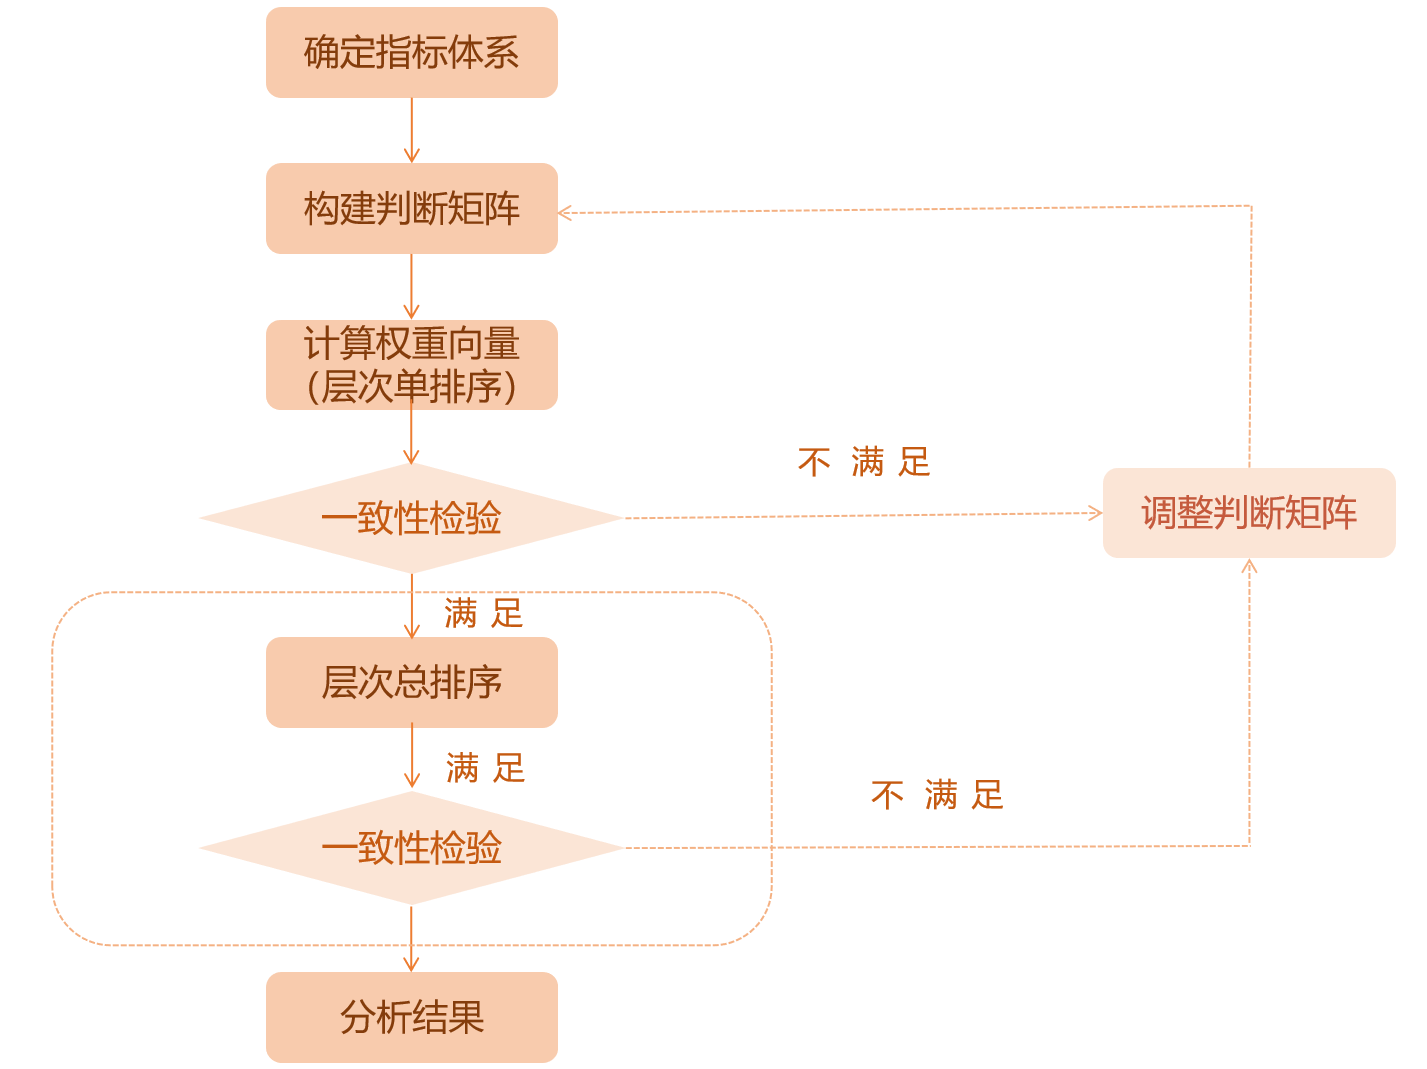 确定指标体系
构建判断矩阵
计算权重向量
（层次单排序）
不 满 足
一致性检验
调整判断矩阵
满 足
层次总排序
满 足
不 满 足
一致性检验
分析结果